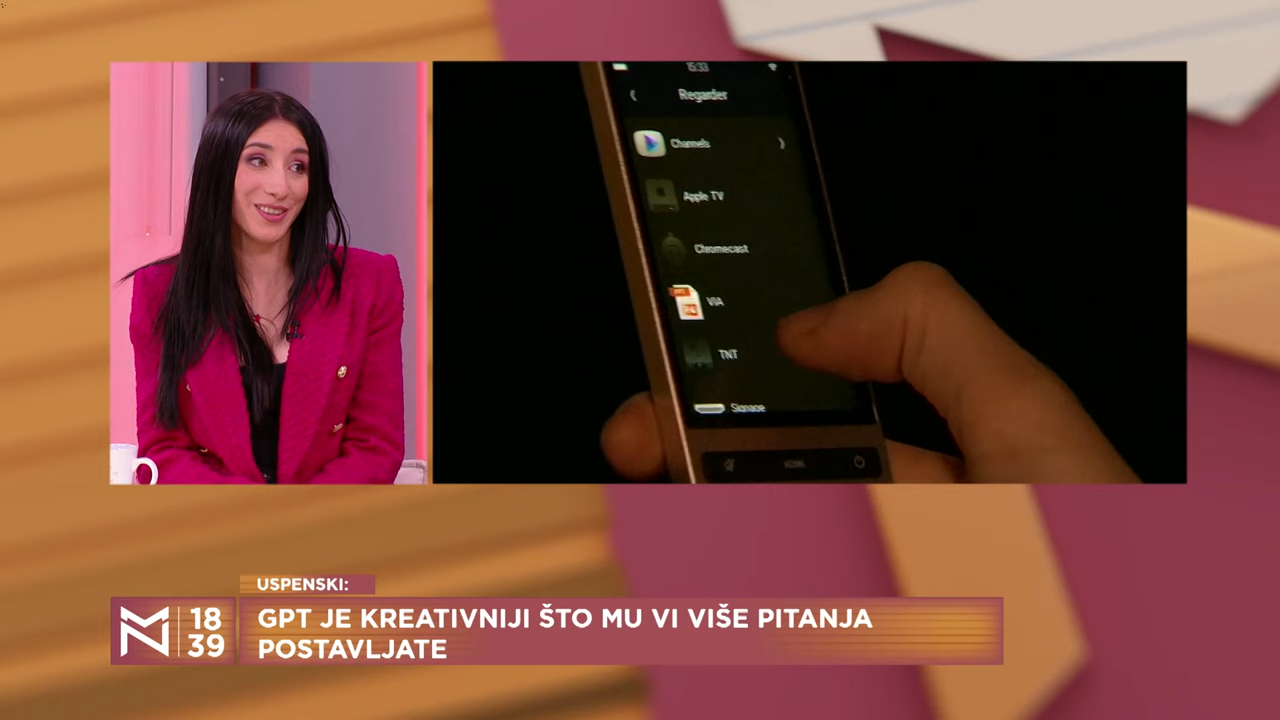 15:33
Regarder
Channels
Apple TV
Chromecast
VIA
TNT
Signage
HOME
USPENSKI:
18
39
GPT JE KREATIVNIJI ŠTO MU VI VIŠE PITANJA
POSTAVLJATE